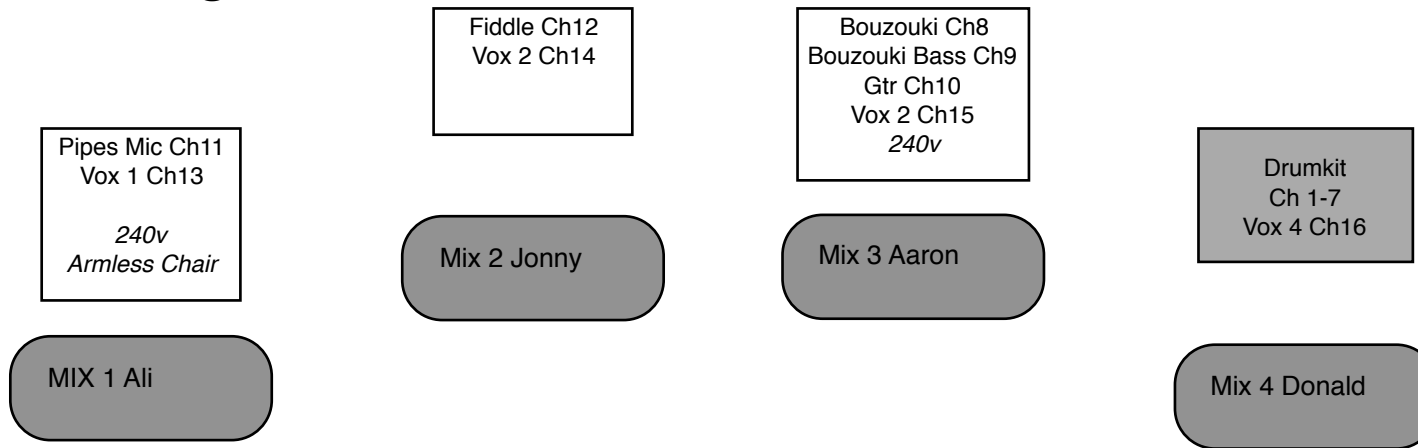 Fiddle Ch12
Vox 2 Ch14
Bouzouki Ch8
Bouzouki Bass Ch9
Gtr Ch10
Vox 2 Ch15
240v
Pipes Mic Ch11
Vox 1 Ch13
240v
Armless Chair
Drumkit
Ch 1-7
Vox 4 Ch16
Mix 2 Jonny
Mix 3 Aaron
MIX 1 Ali
Mix 4 Donald